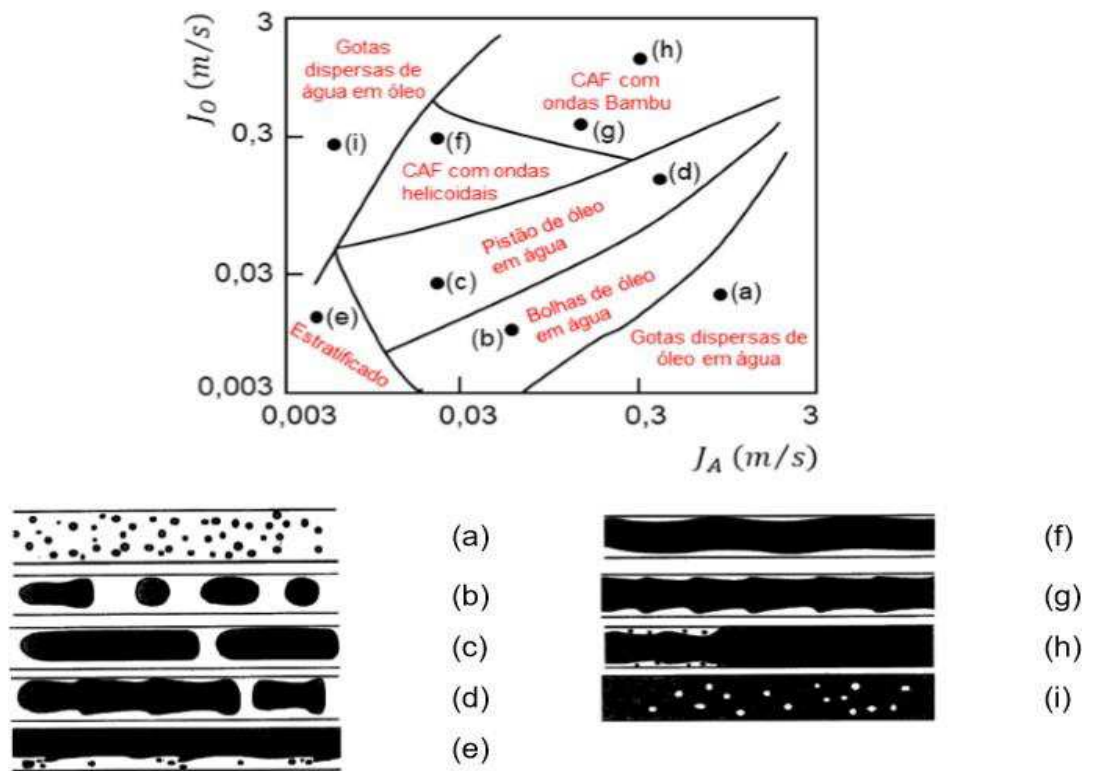 J_O (m/s)
3
0,3
0,03
0,003
Gotas
dispersas de
água em óleo
(i)
(f)
CAF com ondas
helicoidais
(h)
CAF com
ondas Bambu
(g)
(d)
Pistão de óleo
em água
(c)
(e)
Estratificado
(b)
Bolhas de óleo
em água
(a)
Gotas dispersas de
óleo em água
0,003
0,03
0,3
3
J_A (m/s)
(a)
(b)
(c)
(d)
(e)
(f)
(g)
(h)
(i)